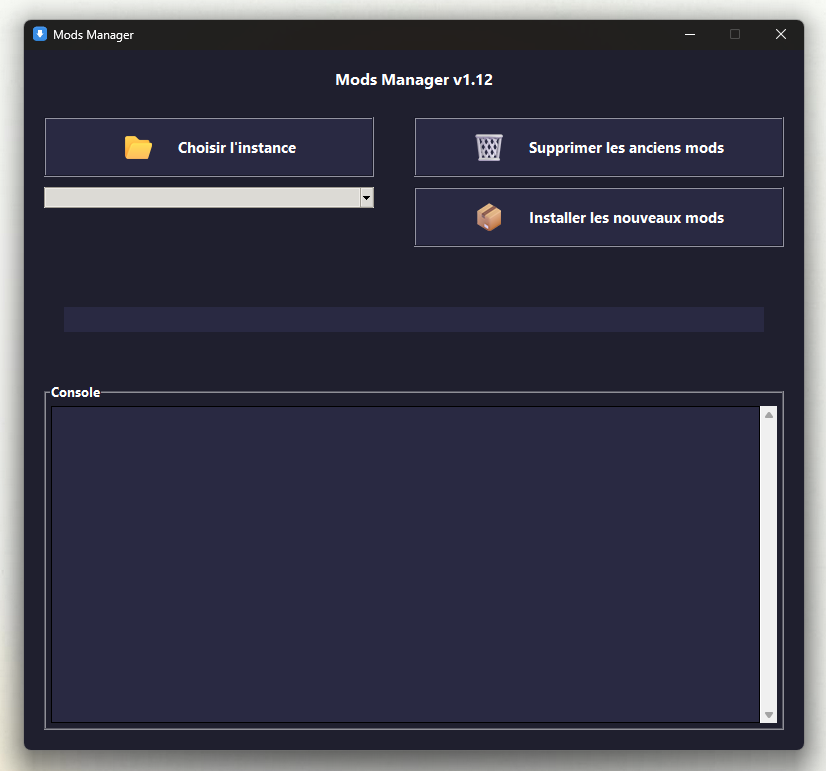 Mods Manager
Mods Manager v1.12
Choisir l'instance
Supprimer les anciens mods
Installer les nouveaux mods
Console